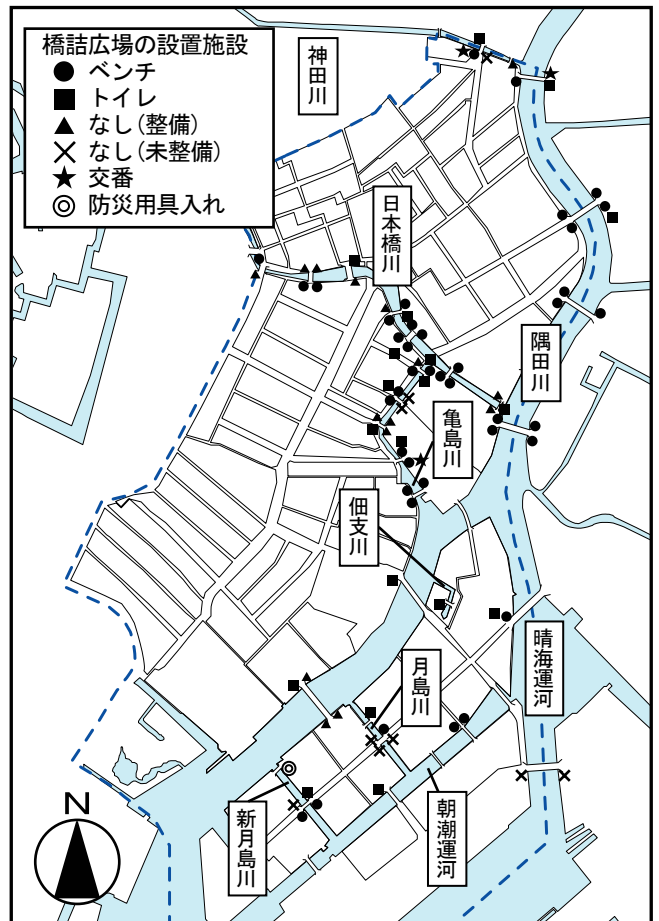 橋詰広場の設置施設
ベンチ
トイレ
なし(整備)
なし(未整備)
交番
防災用具入れ
神田川
日本橋川
隅田川
亀島川
佃支川
晴海運河
月島川
朝潮運河
新月島川
N